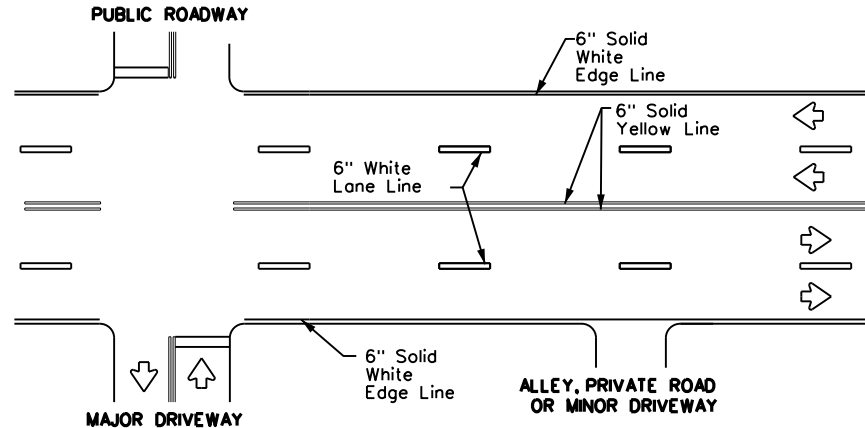 PUBLIC ROADWAY
6" Solid
White
Edge Line
6" Solid
Yellow Line
6" White
Lane Line
6" Solid
White
Edge Line
ALLEY, PRIVATE ROAD
OR MINOR DRIVEWAY
MAJOR DRIVEWAY